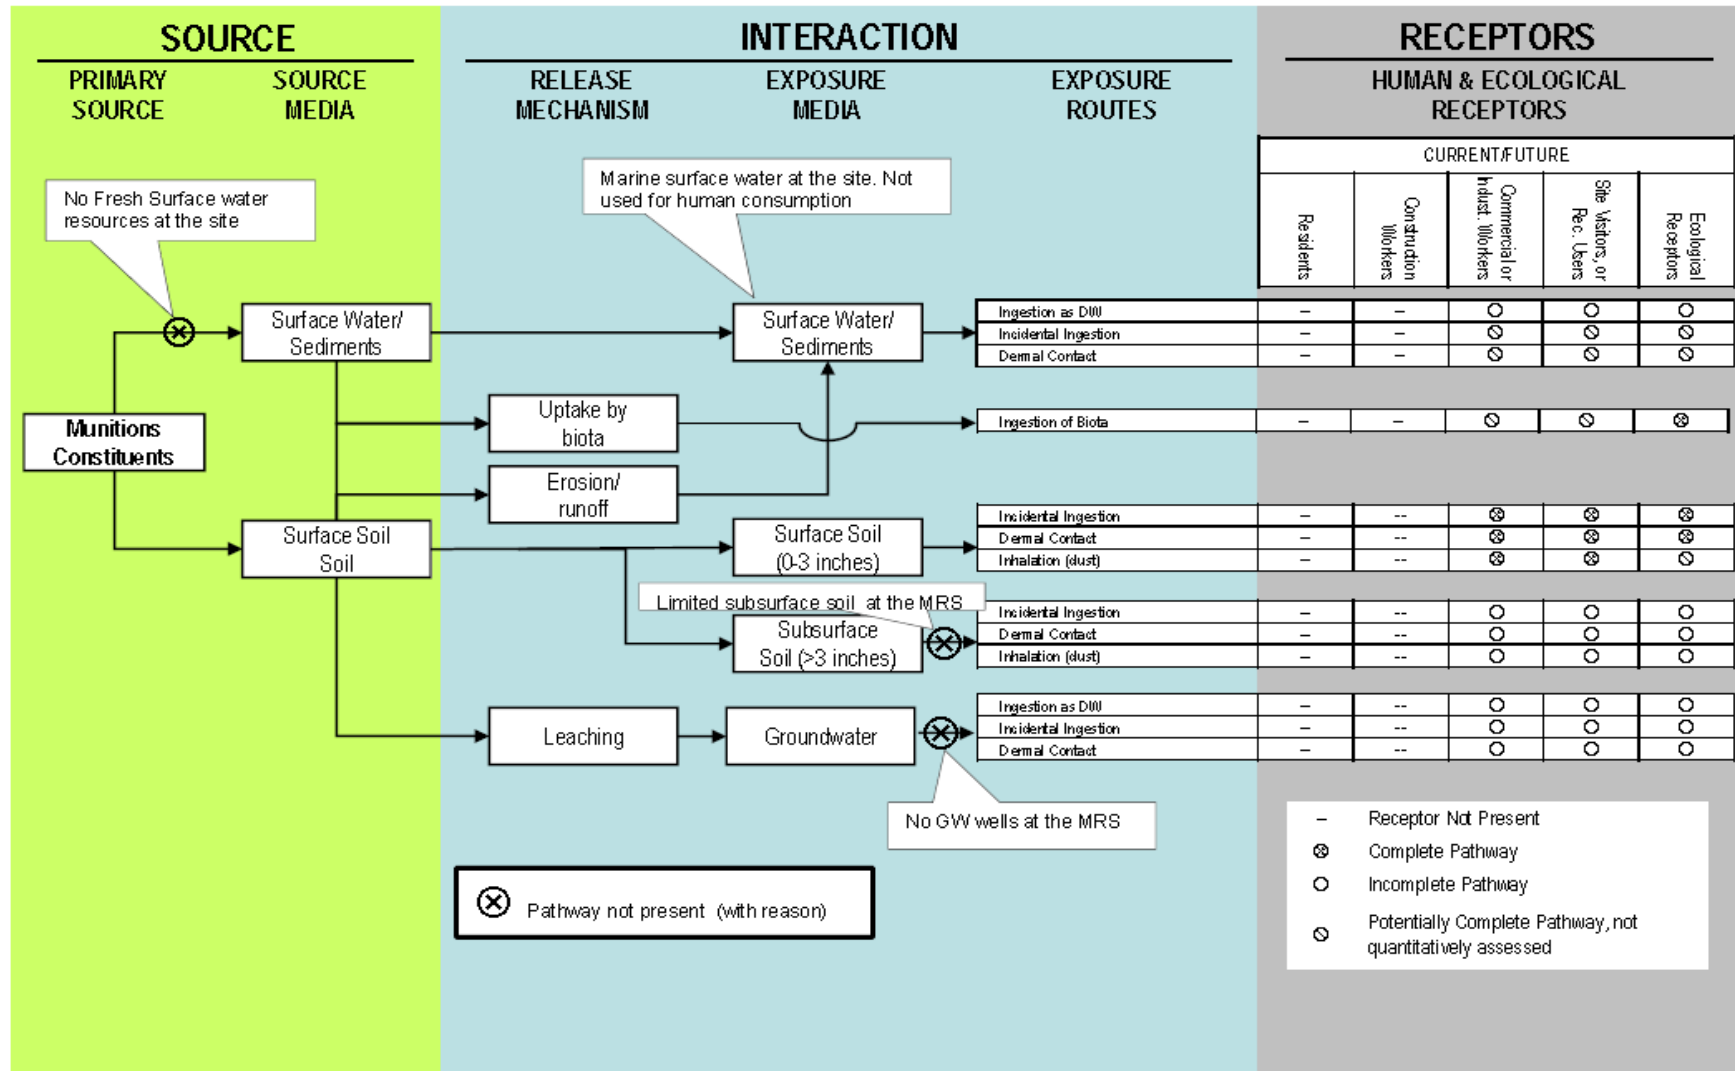 SOURCE
INTERACTION
RECEPTORS
PRIMARY
SOURCE
SOURCE
MEDIA
RELEASE
MECHANISM
EXPOSURE
MEDIA
EXPOSURE
ROUTES
HUMAN & ECOLOGICAL
RECEPTORS
CURRENT/FUTURE
Residents
Construction
Workers
Commercial or
Indust. Workers
Site Visitors, or
Rec. Users
Ecological
Receptors
No Fresh Surface water
resources at the site
Marine surface water at the site. Not
used for human consumption
Surface Water/
Sediments
Surface Water/
Sediments
Ingestion as DW – –
Incidental Ingestion – –
Dermal Contact – –
Munitions
Constituents
Uptake by
biota
Ingestion of Biota – –
Erosion/
runoff
Surface Soil
Soil
Surface Soil
(0-3 inches)
Incidental Ingestion – --
Dermal Contact – --
Inhalation (dust) – --
Limited subsurface soil at the MRS
Subsurface
Soil (>3 inches)
Incidental Ingestion – --
Dermal Contact – --
Inhalation (dust) – --
Leaching
Groundwater
Ingestion as DW – --
Incidental Ingestion – --
Dermal Contact – --
No GW wells at the MRS
Pathway not present (with reason)
– Receptor Not Present
Complete Pathway
Incomplete Pathway
Potentially Complete Pathway, not
quantitatively assessed